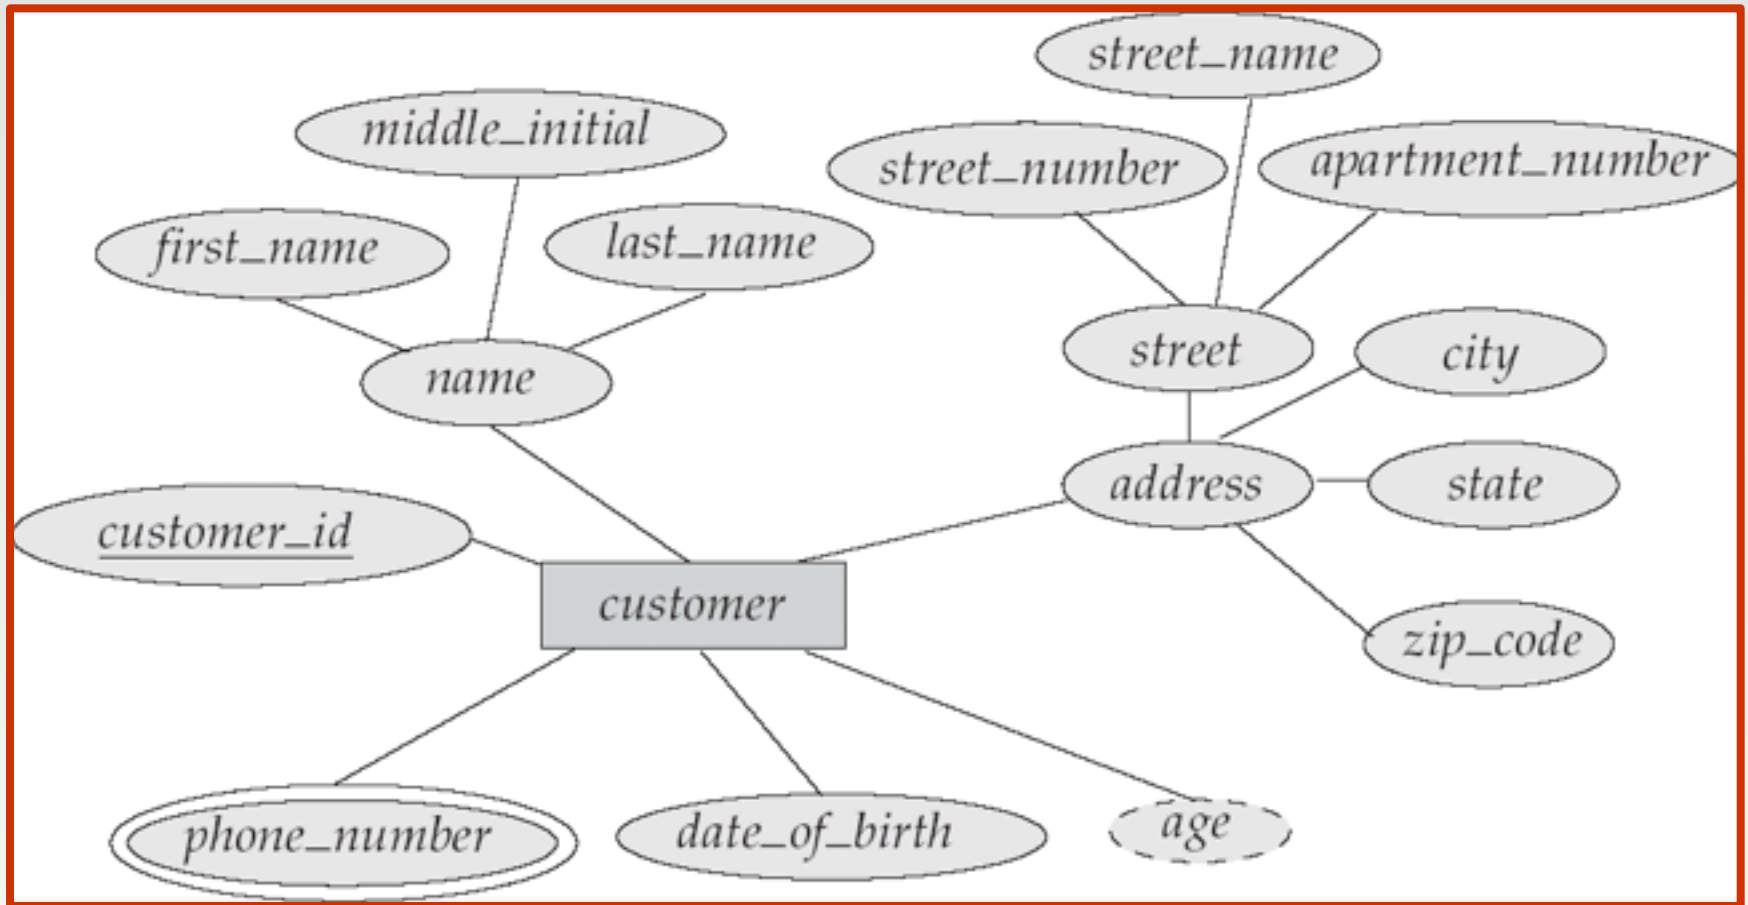 street_name
middle_initial
street_number
apartment_number
first_name
last_name
street
city
name
address
state
customer_id
customer
zip_code
phone_number
date_of_birth
age